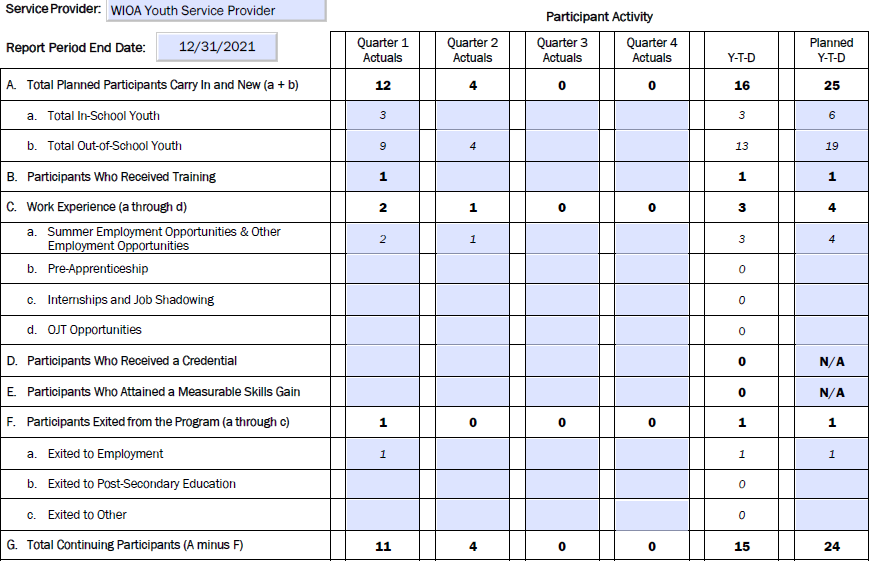 Service Provider: WIOA Youth Service Provider
Participant Activity
Report Period End Date: 12/31/2021
Quarter 1 Actuals Quarter 2 Actuals Quarter 3 Actuals Quarter 4 Actuals Y-T-D Planned Y-T-D
A. Total Planned Participants Carry In and New (a + b) 12 4 0 0 16 25
a. Total In-School Youth 3 3 6
b. Total Out-of-School Youth 9 4 13 19
B. Participants Who Received Training 1 1 1
C. Work Experience (a through d) 2 1 0 0 3 4
a. Summer Employment Opportunities & Other
Employment Opportunities 2 1 3 4
b. Pre-Apprenticeship 0
c. Internships and Job Shadowing 0
d. OJT Opportunities 0
D. Participants Who Received a Credential 0 N/A
E. Participants Who Attained a Measurable Skills Gain 0 N/A
F. Participants Exited from the Program (a through c) 1 0 0 0 1 1
a. Exited to Employment 1 1 1
b. Exited to Post-Secondary Education 0
c. Exited to Other 0
G. Total Continuing Participants (A minus F) 11 4 0 0 15 24